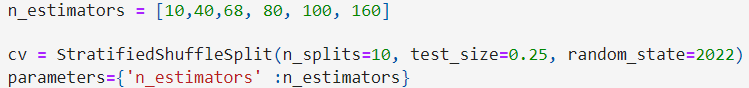 n_estimators = [10,40,68, 80, 100, 160]
cv = StratifiedShuffleSplit(n_splits=10, test_size=0.25, random_state=2022)
parameters={'n_estimators' :n_estimators}